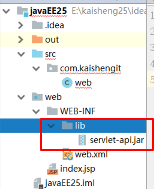 javaEE25 E:\kaisheng25\javaEE
.idea
out
src
com.kaishengit
web
web
WEB-INF
lib
servlet-api.jar
web.xml
index.jsp
JavaEE25.iml